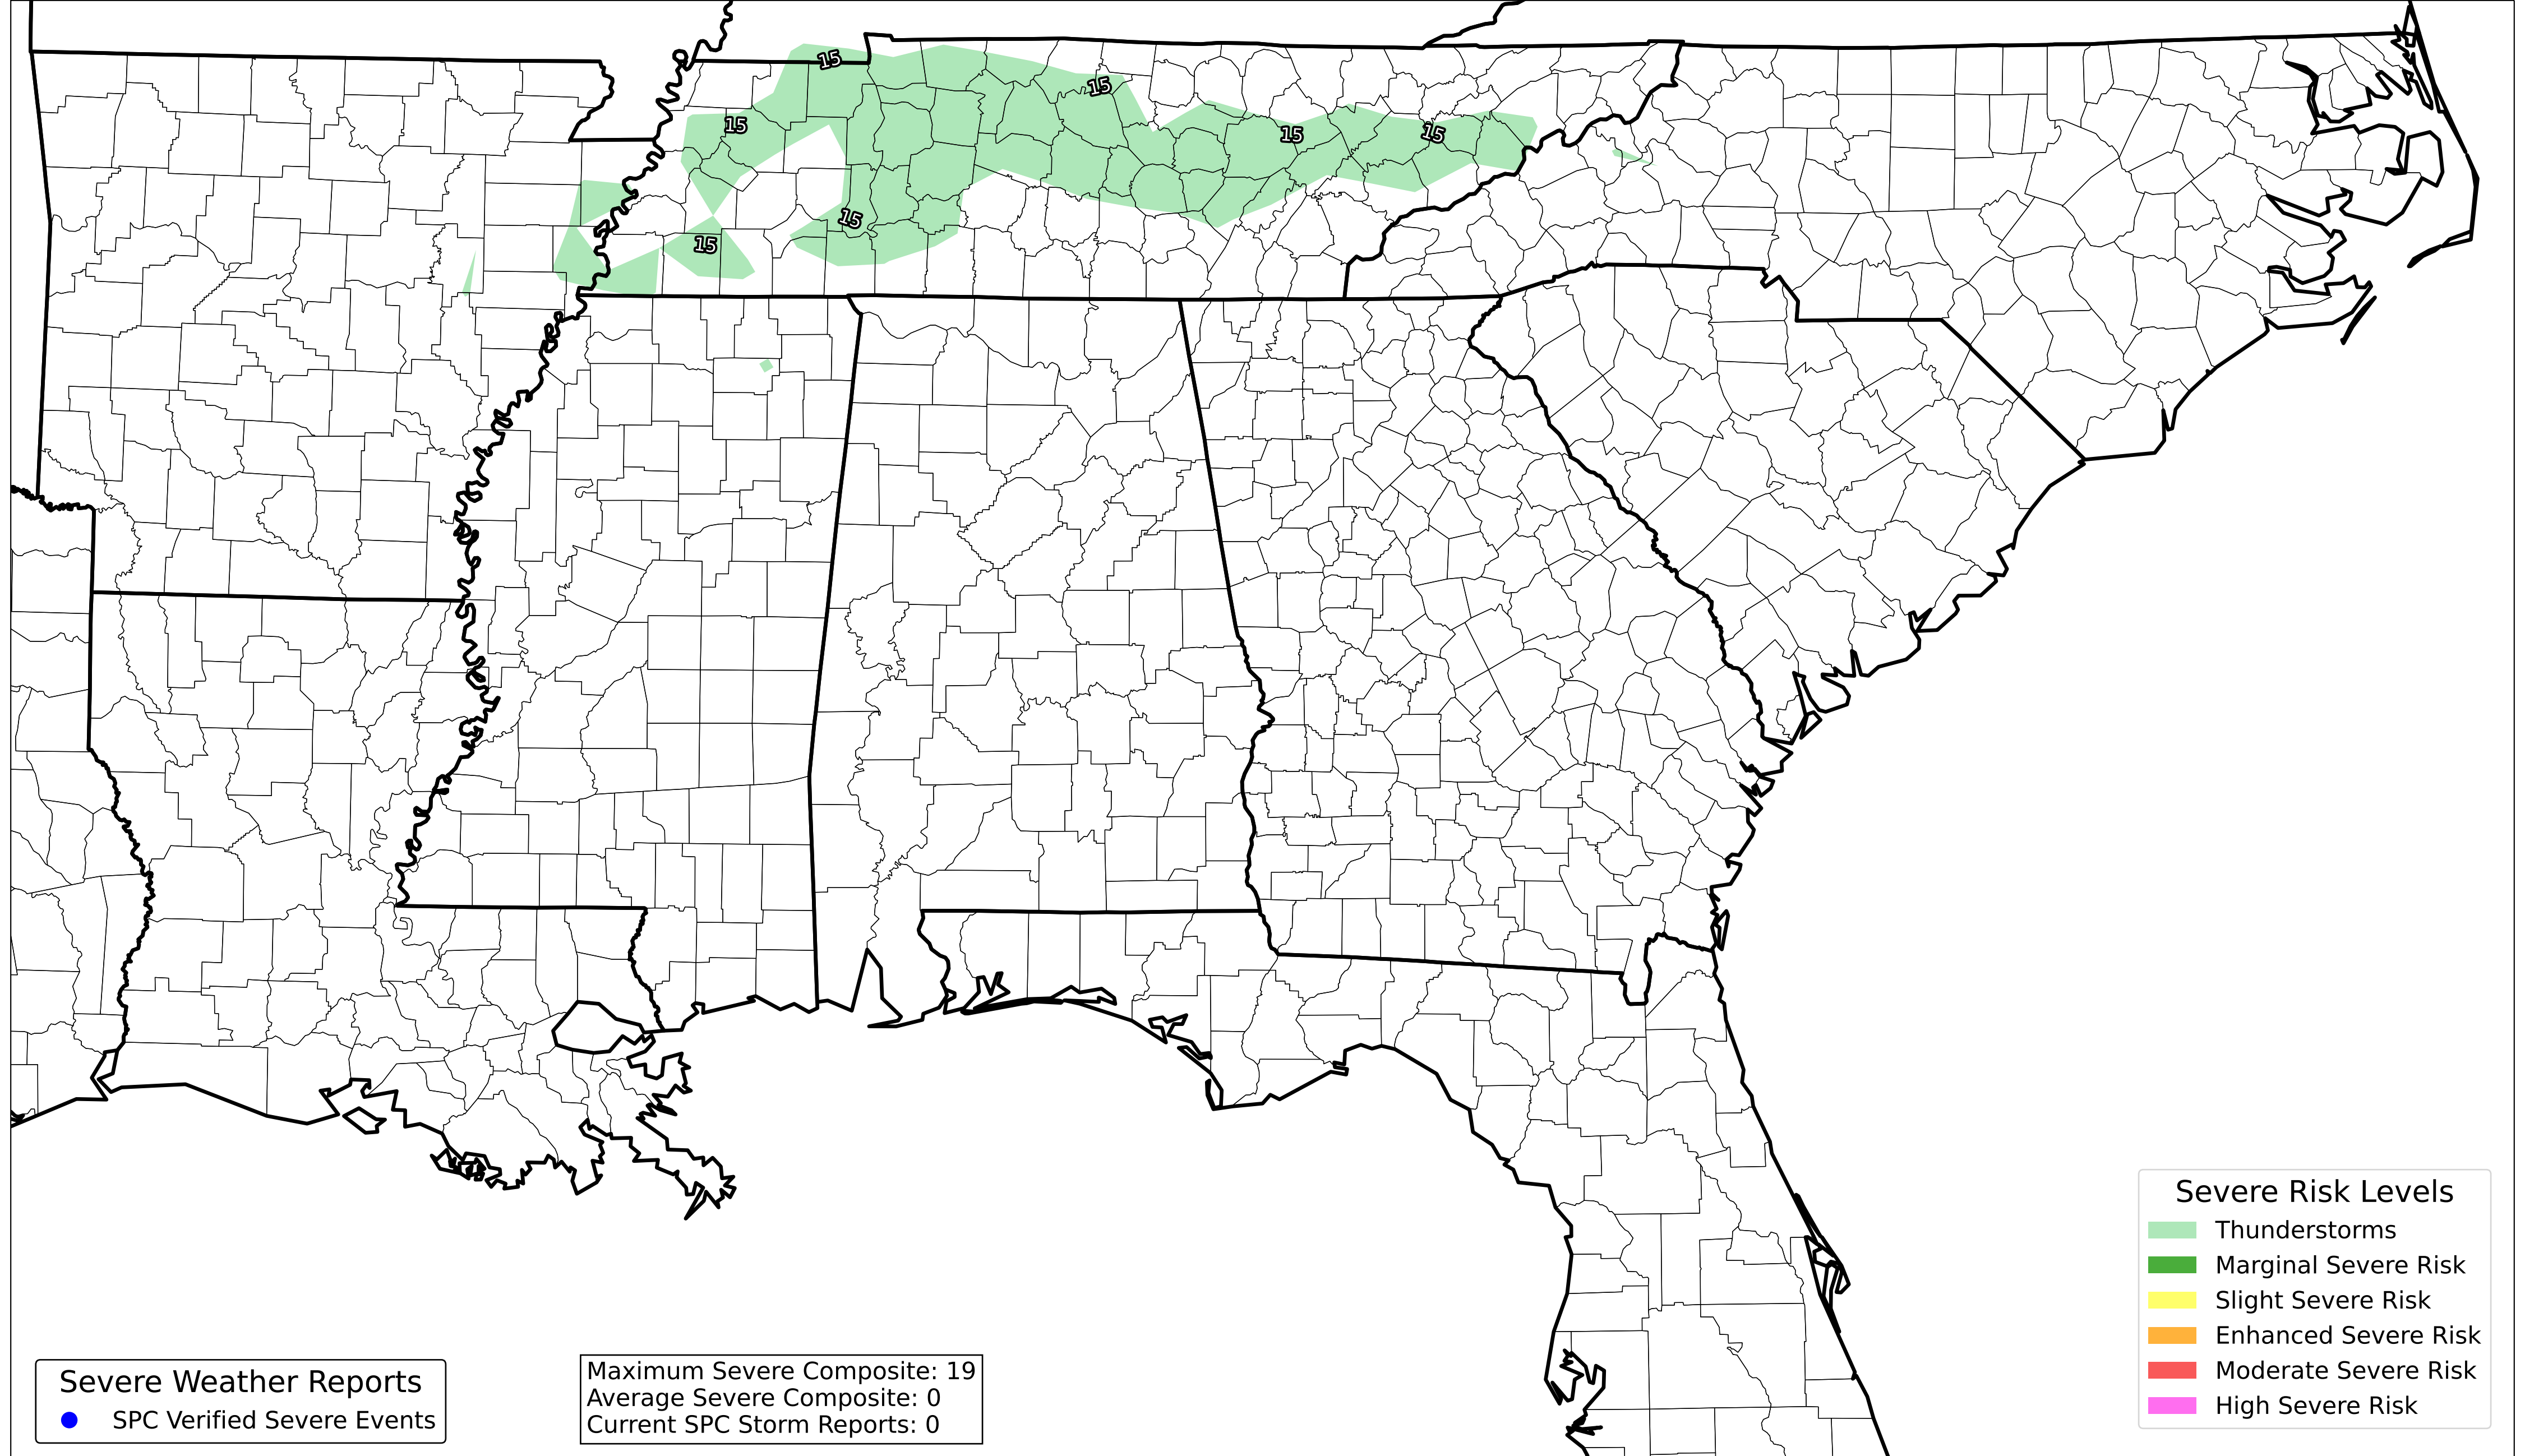 15
15
15
15
15
15
15
Severe Weather Reports
SPC Verified Severe Events
Maximum Severe Composite: 19
Average Severe Composite: 0
Current SPC Storm Reports: 0
Severe Risk Levels
Thunderstorms
Marginal Severe Risk
Slight Severe Risk
Enhanced Severe Risk
Moderate Severe Risk
High Severe Risk